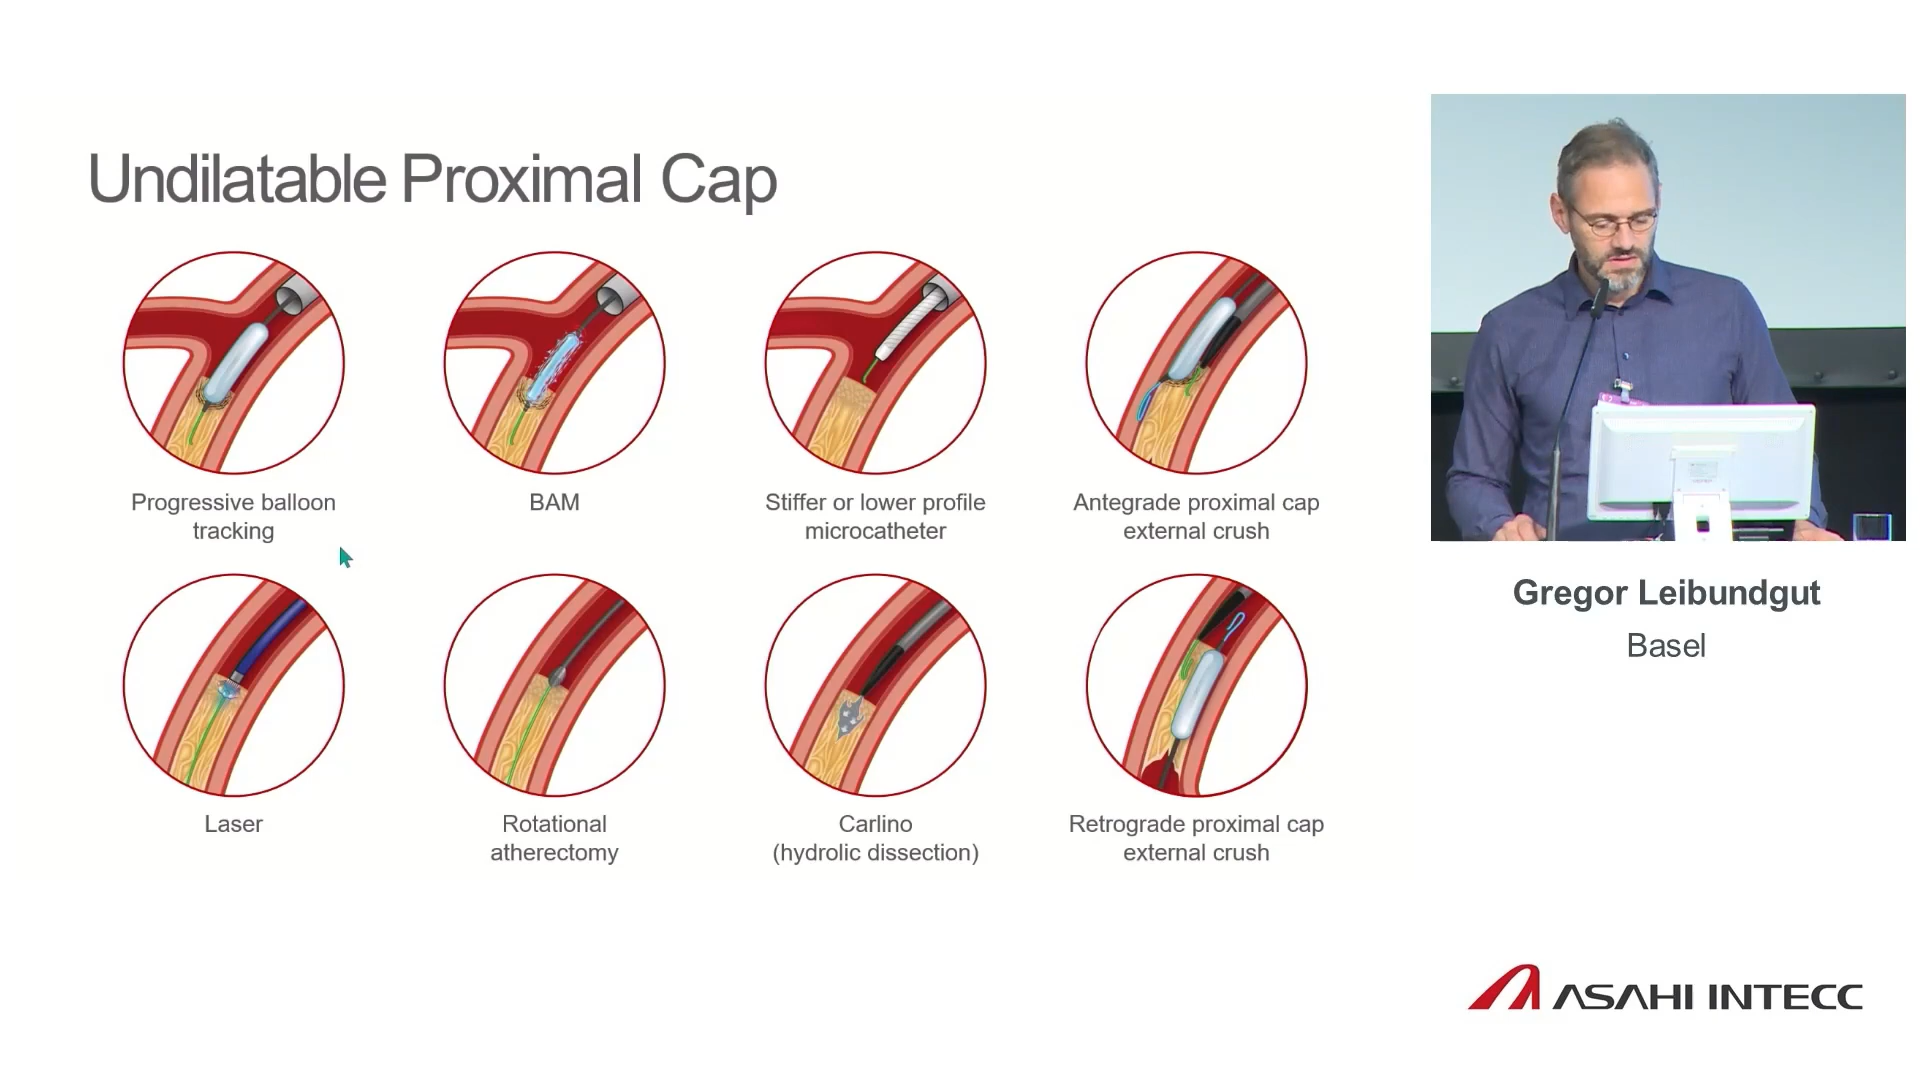 Undilatable Proximal Cap
Progressive balloon
tracking
BAM
Stiffer or lower profile
microcatheter
Antegrade proximal cap
external crush
Laser
Rotational
atherectomy
Carlino
(hydrolic dissection)
Retrograde proximal cap
external crush
Gregor Leibundgut
Basel
ASAHI INTECC